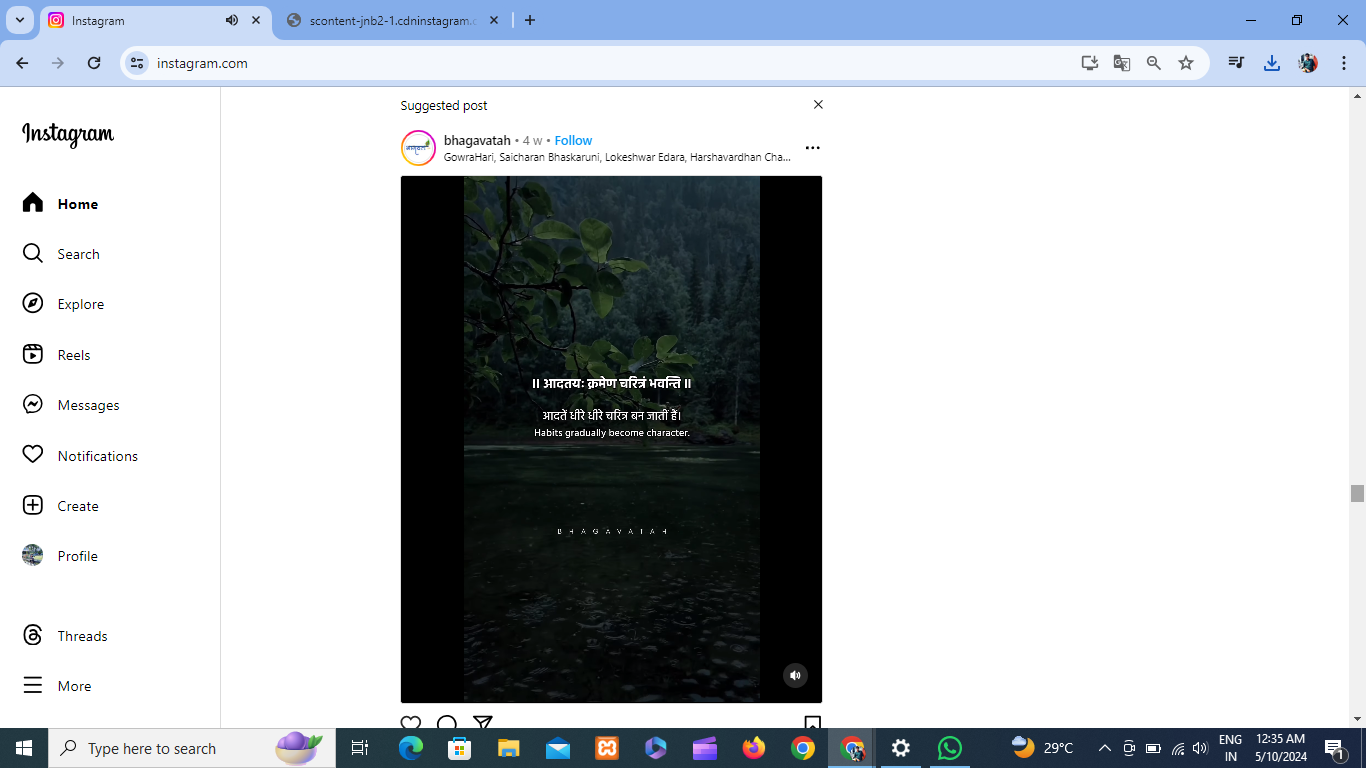 Instagram
scontent-jnb2-1.cdninstagram.c
instagram.com
Suggested post
Instagram
bhagavatah • 4 w • Follow
GowraHari, Saicharan Bhaskaruni, Lokeshwar Edara, Harshavardhan Cha...
Home
Search
Explore
Reels
Messages
Notifications
Create
Profile
Threads
More
॥ आदतयः क्रमेण चरित्रं भवन्ति ॥
आदतें धीरे धीरे चरित्र बन जाती हैं।
Habits gradually become character.
BHAGAVATAH
Type here to search
29°C
ENG
IN
12:35 AM
5/10/2024
1